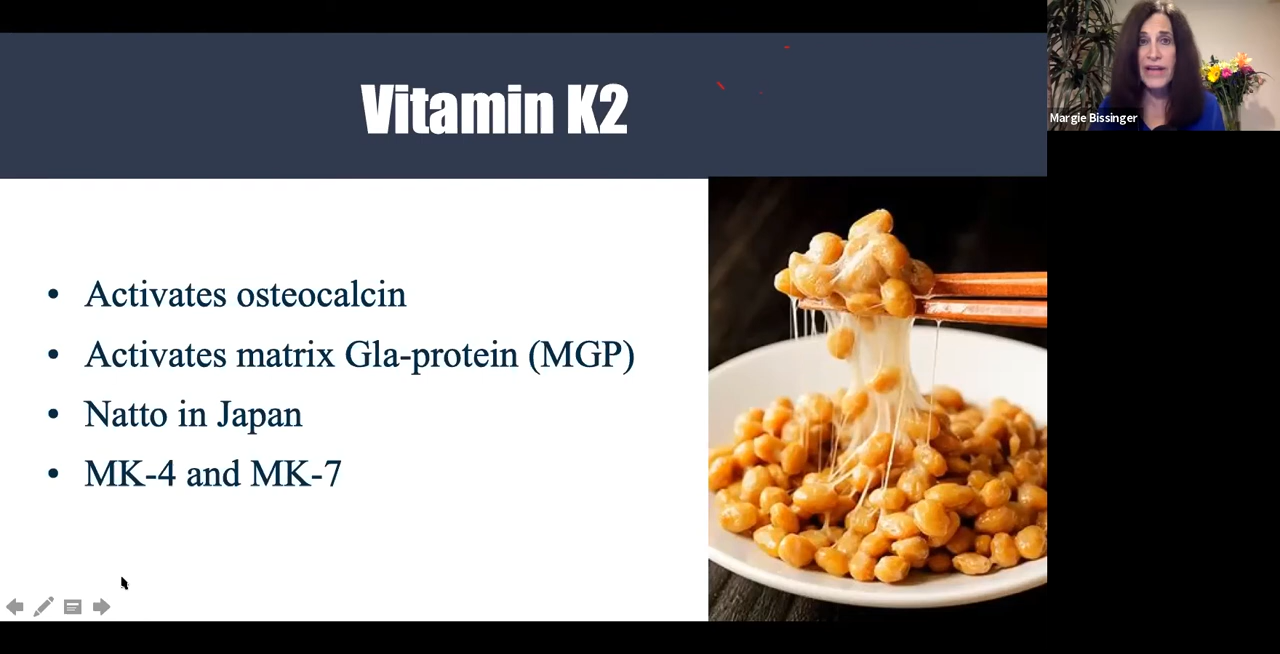 Vitamin K2
Margie Bissinger
• Activates osteocalcin
• Activates matrix Gla-protein (MGP)
• Natto in Japan
• MK-4 and MK-7